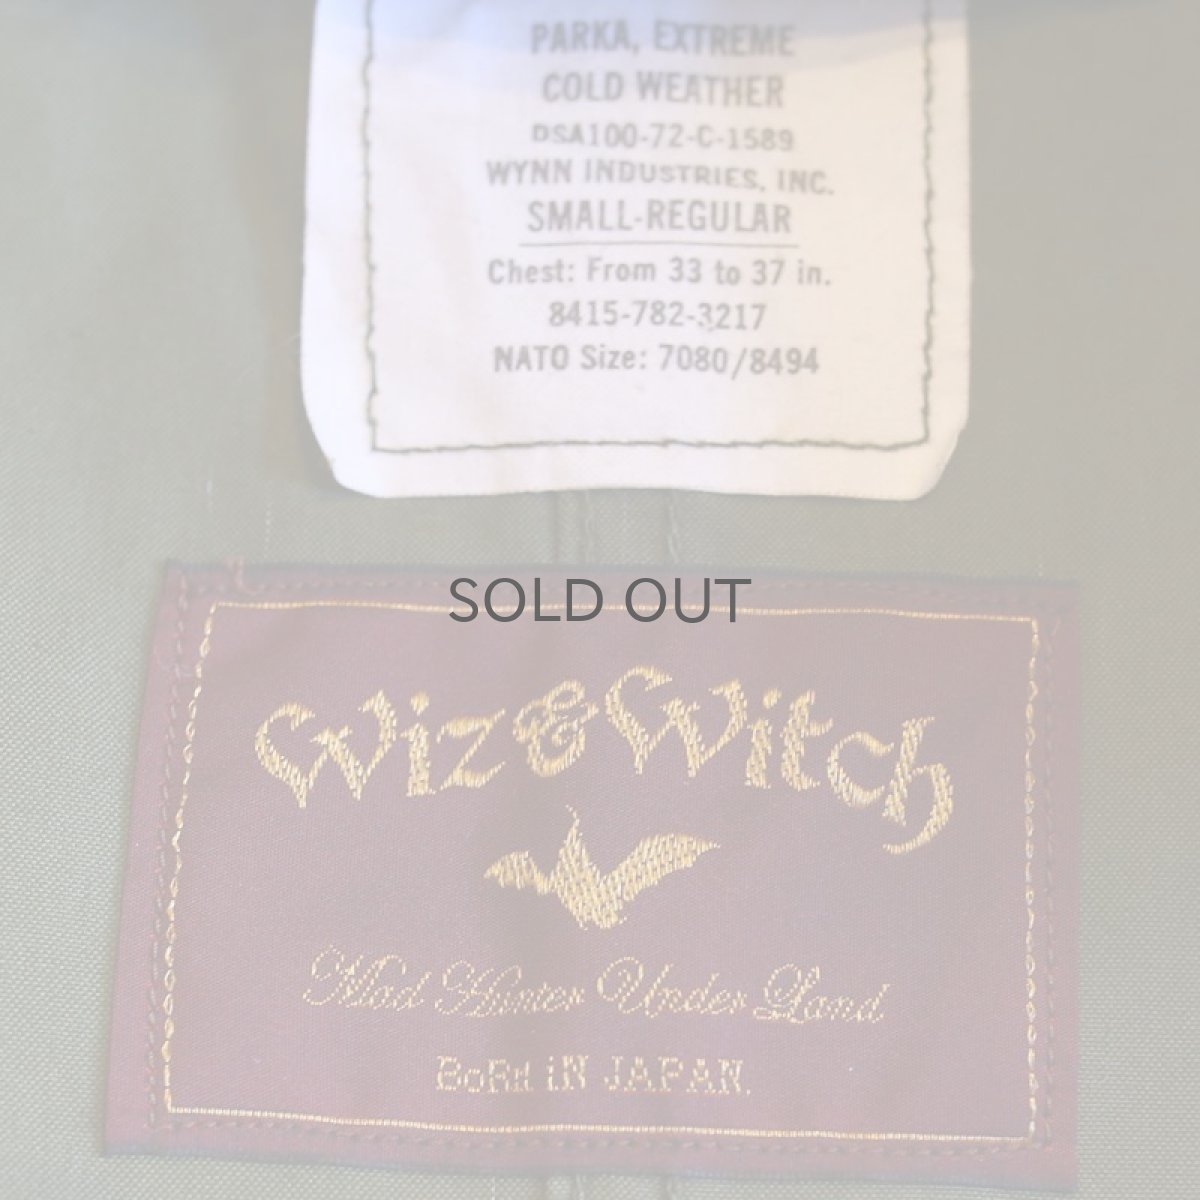 PARKA, EXTREME
COLD WEATHER
DSA100-72-C-1589
WYNN INDUSTRIES, INC.
SMALL-REGULAR
Chest: From 33 to 37 in.
8415-782-3217
NATO Size: 7080/8494
SOLD OUT
Wiz&Witch
Mad Hunter Under Land
BoRN iN JAPAN.